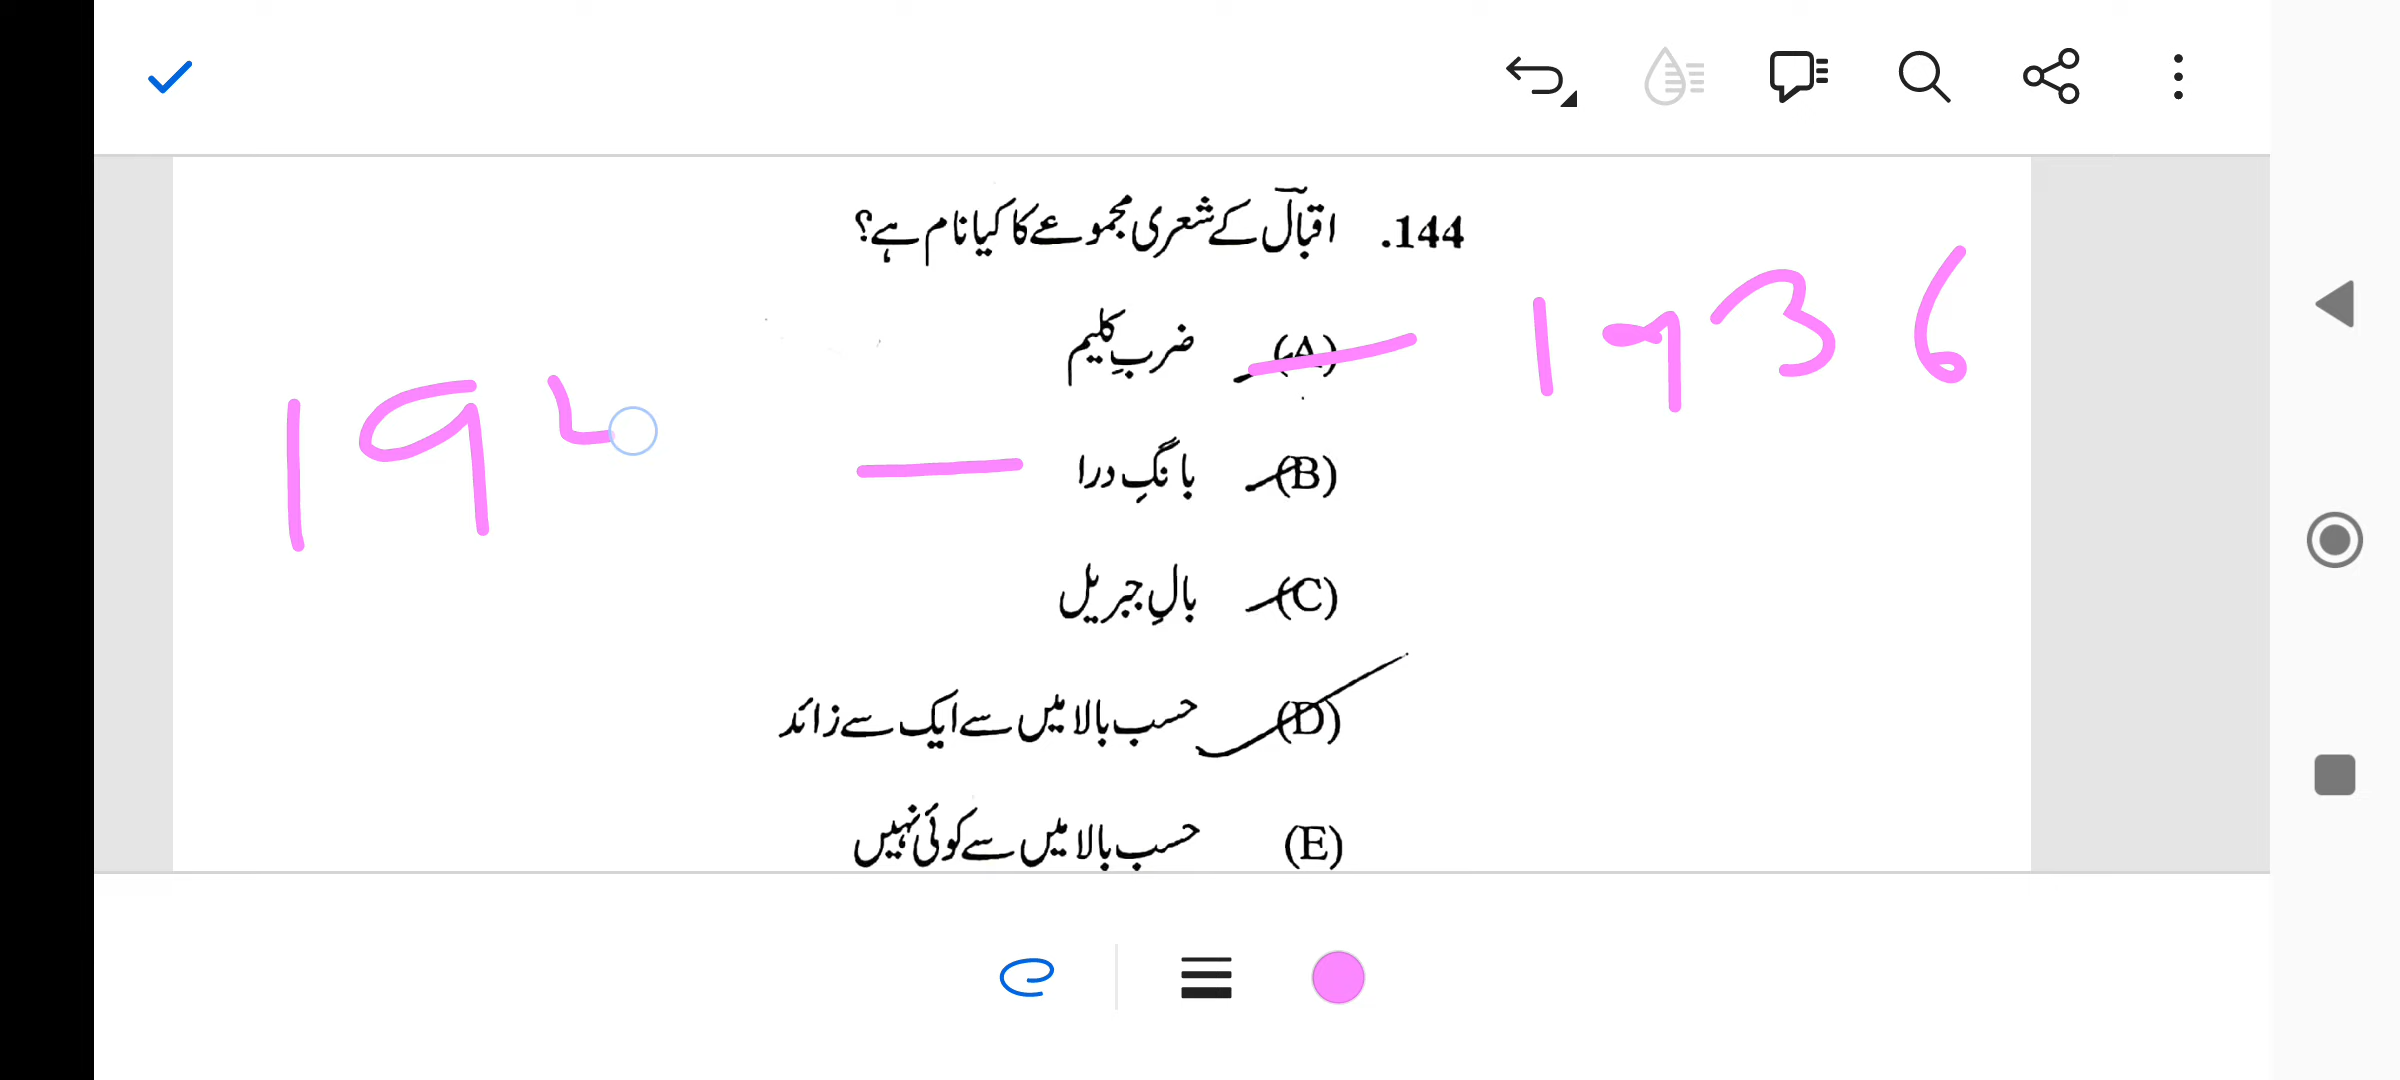 144. اقبالؔ کے شعری مجموعے کا کیا نام ہے؟
(A) ضربِ کلیم
1936
(B) بانگِ درا
19
(C) بالِ جبریل
(D) حسب بالا میں سے ایک سے زائد
(E) حسب بالا میں سے کوئی نہیں